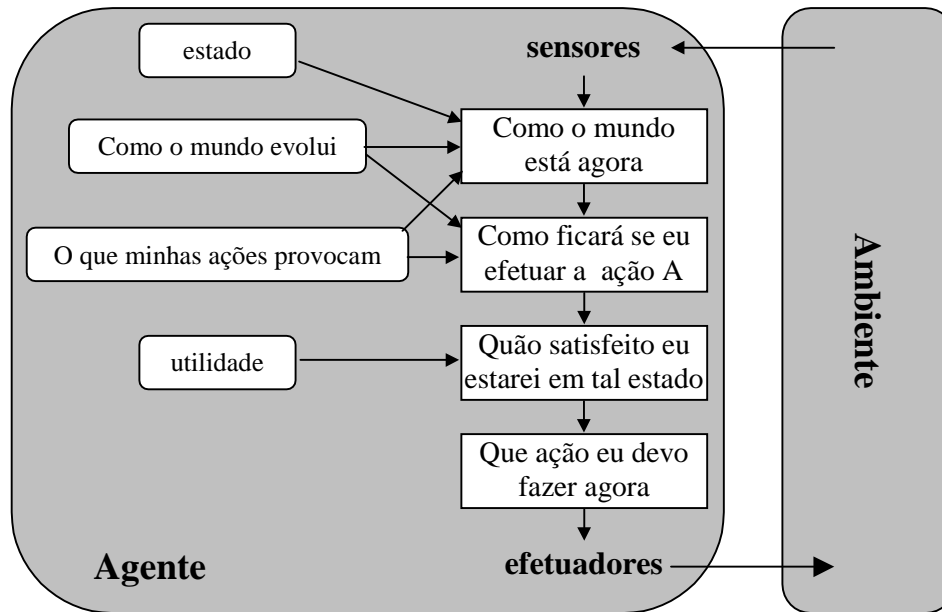 estado
sensores
Como o mundo
está agora
Como o mundo evolui
O que minhas ações provocam
Como ficará se eu
efetuar a ação A
utilidade
Quão satisfeito eu
estarei em tal estado
Que ação eu devo
fazer agora
Agente
efetuadores
Ambiente